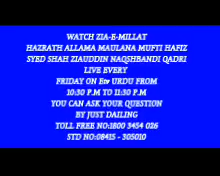 WATCH ZIA-E-MILLAT
HAZRATH ALLAMA MAULANA MUFTI HAFIZ
SYED SHAH ZIAUDDIN NAQSHBANDI QADRI
LIVE EVERY
FRIDAY ON Etv URDU FROM
10:30 P.M TO 11:30 P.M
YOU CAN ASK YOUR QUESTION
BY JUST DAILING
TOLL FREE NO:1800 3454 026
STD NO:08415 - 305010